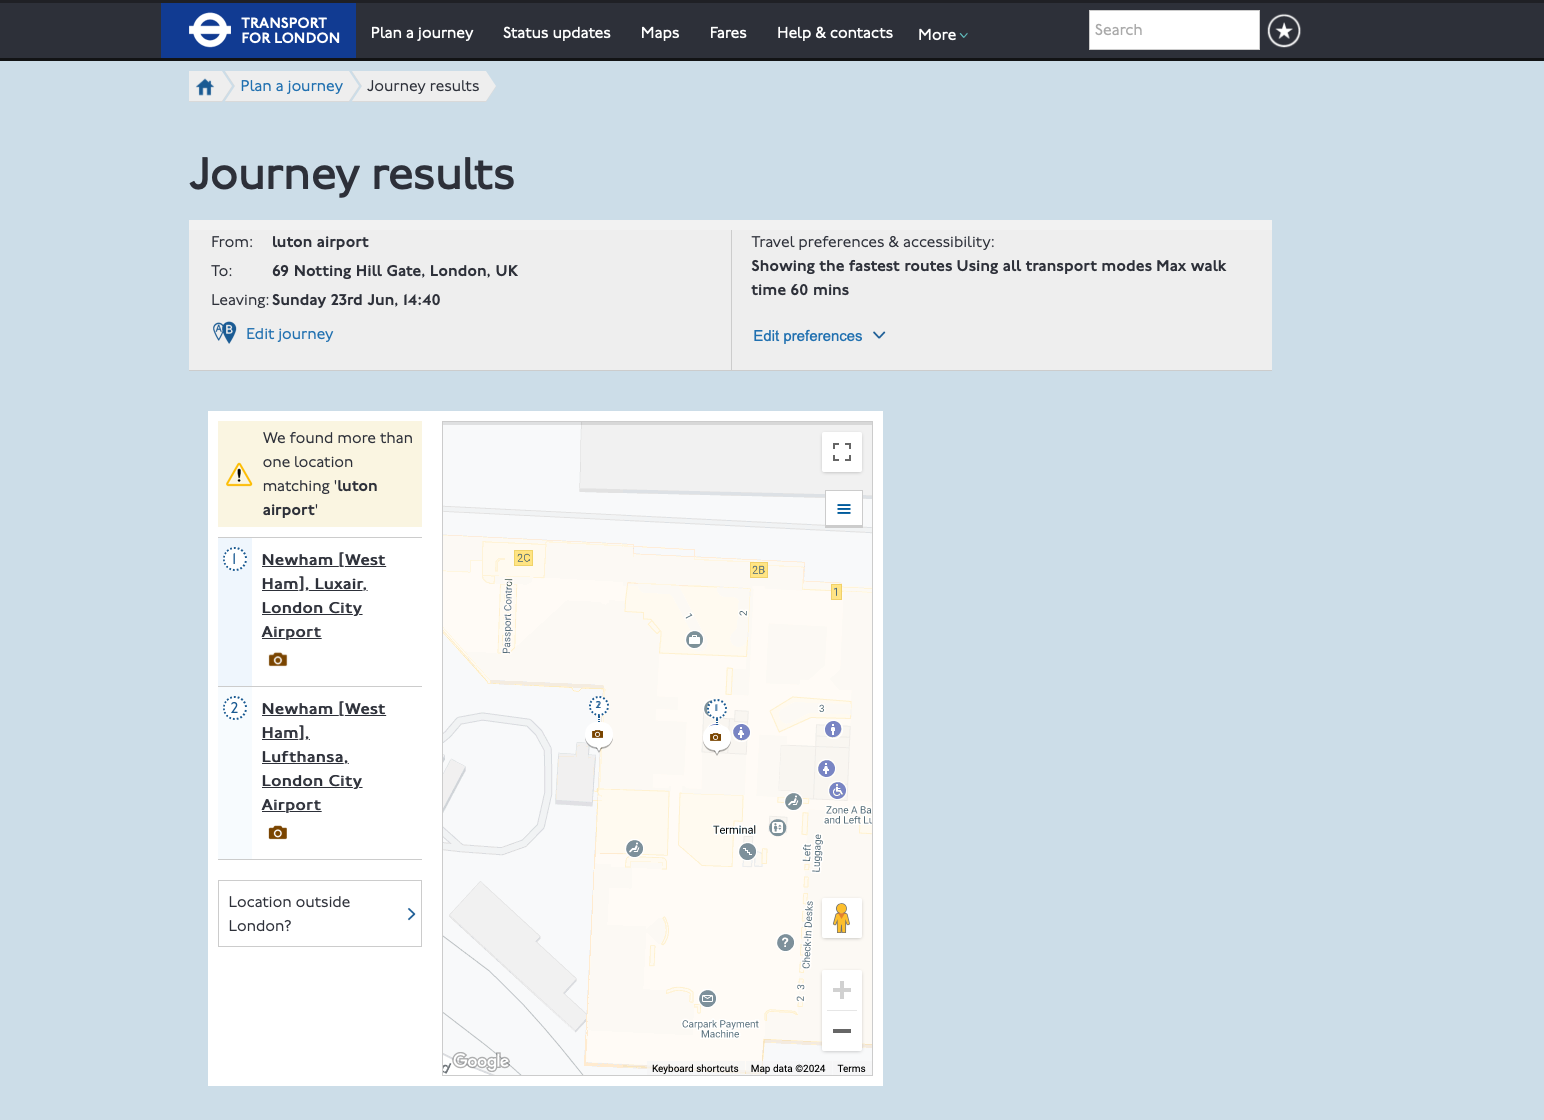 TRANSPORT
FOR LONDON
Plan a journey
Status updates
Maps
Fares
Help & contacts
More
Search
Plan a journey
Journey results
Journey results
From: luton airport
To: 69 Notting Hill Gate, London, UK
Leaving: Sunday 23rd Jun, 14:40
A B Edit journey
Travel preferences & accessibility:
Showing the fastest routes Using all transport modes Max walk
time 60 mins
Edit preferences
We found more than
one location
matching 'luton
airport'
1
Newham [West
Ham], Luxair,
London City
Airport
2
Newham [West
Ham],
Lufthansa,
London City
Airport
Location outside
London?
2C
2B
1
Passport Control
1
2
2
1
3
Zone A Ba
and Left Lu
Terminal
Left
Luggage
Check-In Desks
?
2 3
Carpark Payment
Machine
Google
Keyboard shortcuts
Map data ©2024
Terms